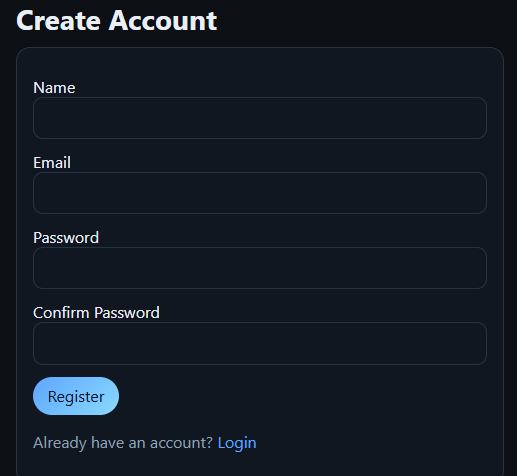 Create Account
Name
Email
Password
Confirm Password
Register
Already have an account? Login